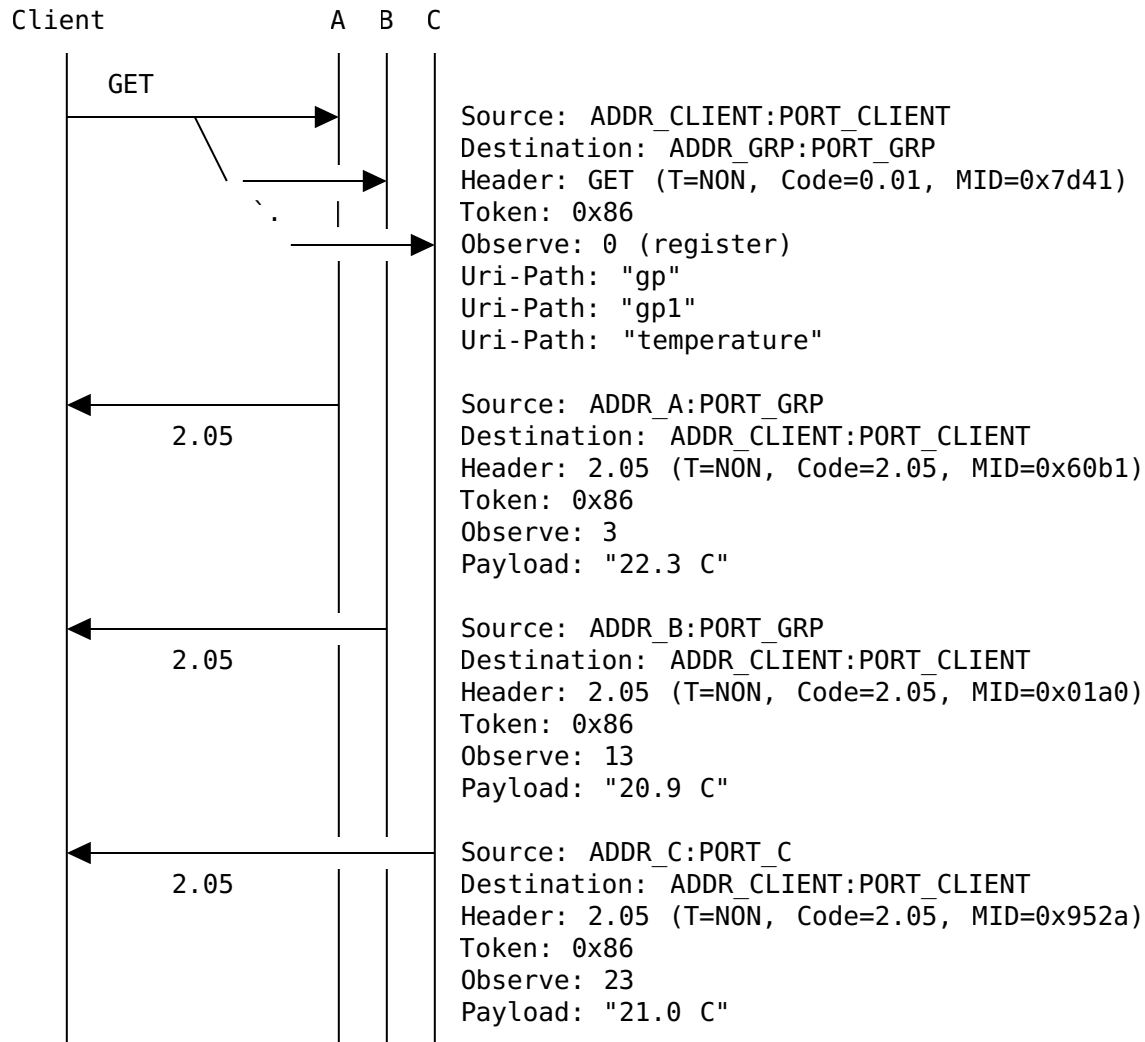 Client A B C
GET
Source: ADDR_CLIENT:PORT_CLIENT
Destination: ADDR_GRP:PORT_GRP
Header: GET (T=NON, Code=0.01, MID=0x7d41)
`. | Token: 0x86
Observe: 0 (register)
Uri-Path: "gp"
Uri-Path: "gp1"
Uri-Path: "temperature"
Source: ADDR_A:PORT_GRP
2.05 Destination: ADDR_CLIENT:PORT_CLIENT
Header: 2.05 (T=NON, Code=2.05, MID=0x60b1)
Token: 0x86
Observe: 3
Payload: "22.3 C"
Source: ADDR_B:PORT_GRP
2.05 Destination: ADDR_CLIENT:PORT_CLIENT
Header: 2.05 (T=NON, Code=2.05, MID=0x01a0)
Token: 0x86
Observe: 13
Payload: "20.9 C"
Source: ADDR_C:PORT_C
2.05 Destination: ADDR_CLIENT:PORT_CLIENT
Header: 2.05 (T=NON, Code=2.05, MID=0x952a)
Token: 0x86
Observe: 23
Payload: "21.0 C"